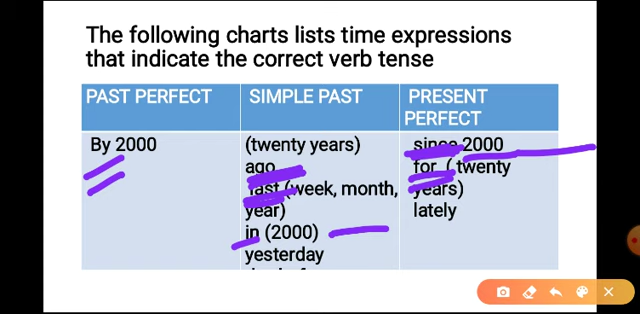 The following charts lists time expressions
that indicate the correct verb tense
PAST PERFECT
SIMPLE PAST
PRESENT
PERFECT
By 2000
(twenty years)
ago
last (week, month,
year)
in (2000)
yesterday
since 2000
for ( twenty
years)
lately